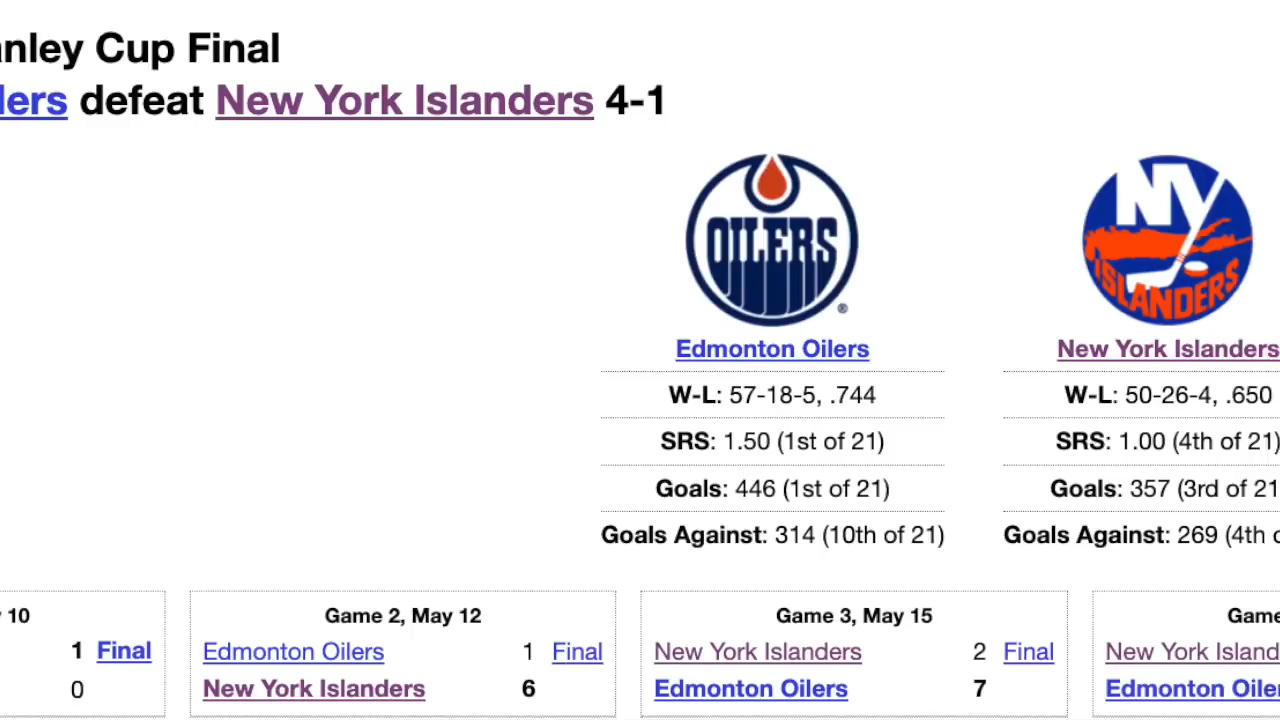 nley Cup Final
lers defeat New York Islanders 4-1
OILERS
®
NY
ISLANDERS
Edmonton Oilers
New York Islanders
W-L: 57-18-5, .744
W-L: 50-26-4, .650
SRS: 1.50 (1st of 21)
SRS: 1.00 (4th of 21)
Goals: 446 (1st of 21)
Goals: 357 (3rd of 21
Goals Against: 314 (10th of 21)
Goals Against: 269 (4th
10
1 Final
0
Game 2, May 12
Edmonton Oilers 1 Final
New York Islanders 6
Game 3, May 15
New York Islanders 2 Final
Edmonton Oilers 7
Game
New York Island
Edmonton Oiler